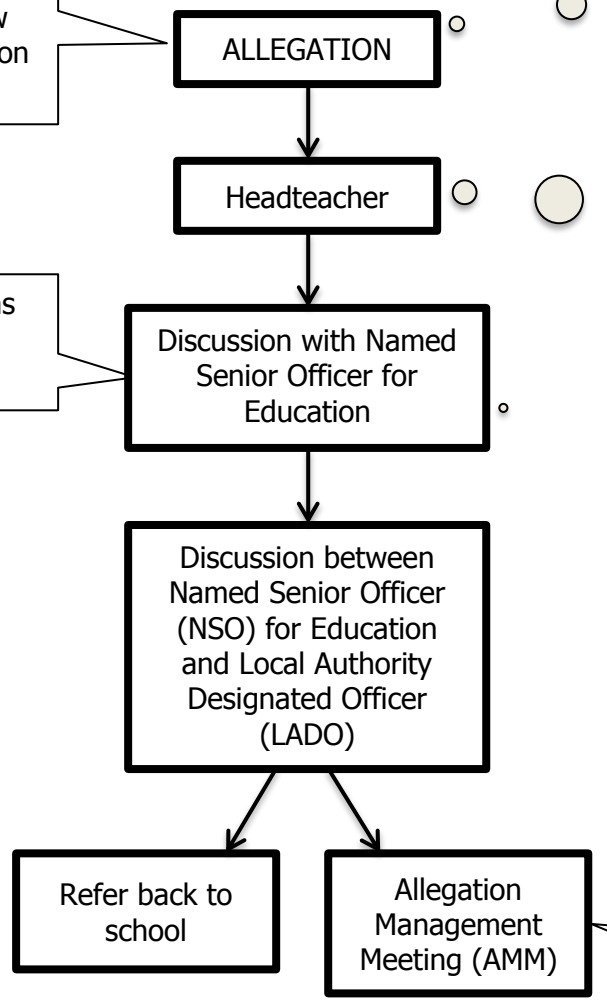 ALLEGATION
on
Headteacher
Discussion with Named
Senior Officer for
Education
Discussion between
Named Senior Officer
(NSO) for Education
and Local Authority
Designated Officer
(LADO)
Refer back to
school
Allegation
Management
Meeting (AMM)